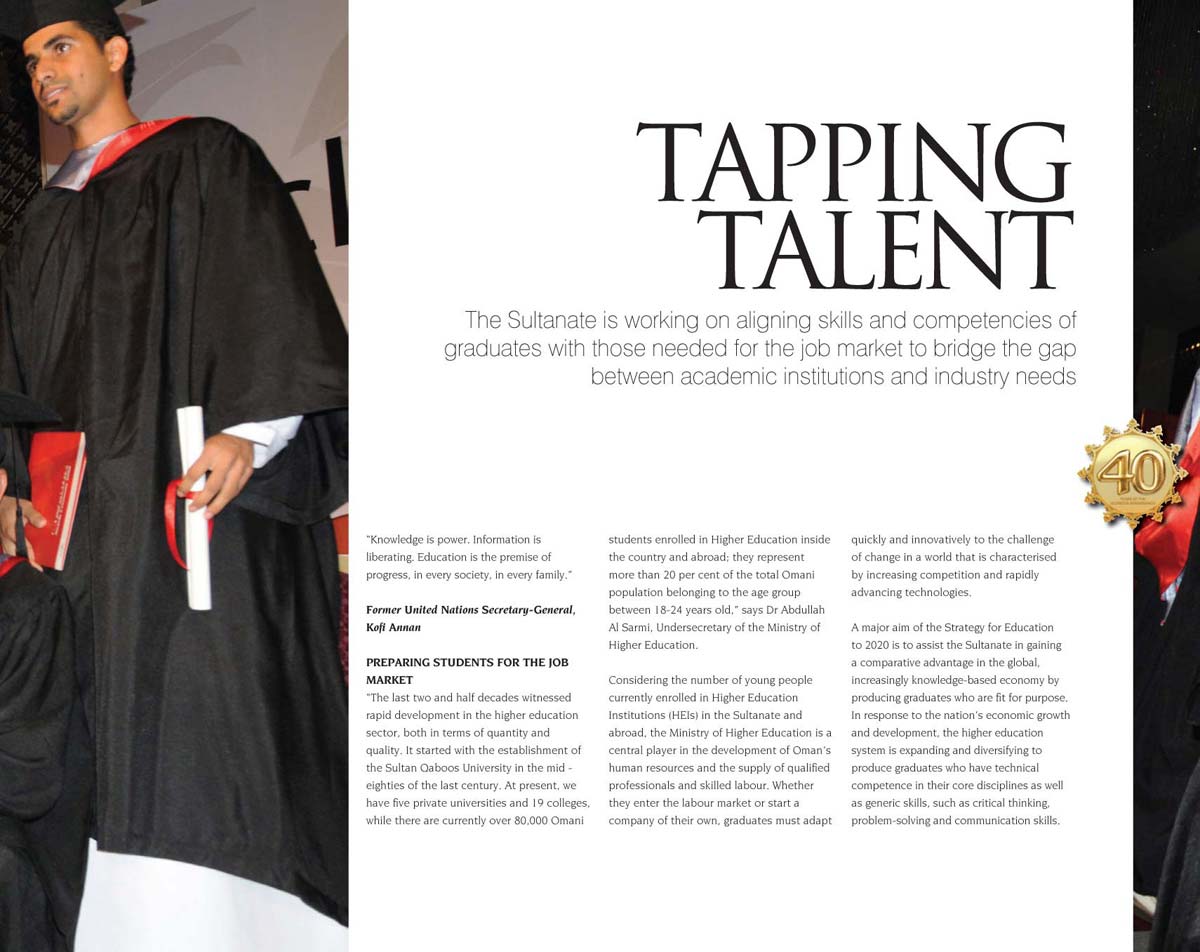 TAPPING
TALENT
The Sultanate is working on aligning skills and competencies of
graduates with those needed for the job market to bridge the gap
between academic institutions and industry needs
40
"Knowledge is power. Information is
liberating. Education is the premise of
progress, in every society, in every family."
Former United Nations Secretary-General,
Kofi Annan
PREPARING STUDENTS FOR THE JOB
MARKET
"The last two and half decades witnessed
rapid development in the higher education
sector, both in terms of quantity and
quality. It started with the establishment of
the Sultan Qaboos University in the mid -
eighties of the last century. At present, we
have five private universities and 19 colleges,
while there are currently over 80,000 Omani
students enrolled in Higher Education inside
the country and abroad; they represent
more than 20 per cent of the total Omani
population belonging to the age group
between 18-24 years old," says Dr Abdullah
Al Sarmi, Undersecretary of the Ministry of
Higher Education.
Considering the number of young people
currently enrolled in Higher Education
Institutions (HEIs) in the Sultanate and
abroad, the Ministry of Higher Education is a
central player in the development of Oman's
human resources and the supply of qualified
professionals and skilled labour. Whether
they enter the labour market or start a
company of their own, graduates must adapt
quickly and innovatively to the challenge
of change in a world that is characterised
by increasing competition and rapidly
advancing technologies.
A major aim of the Strategy for Education
to 2020 is to assist the Sultanate in gaining
a comparative advantage in the global,
increasingly knowledge-based economy by
producing graduates who are fit for purpose.
In response to the nation's economic growth
and development, the higher education
system is expanding and diversifying to
produce graduates who have technical
competence in their core disciplines as well
as generic skills, such as critical thinking,
problem-solving and communication skills.